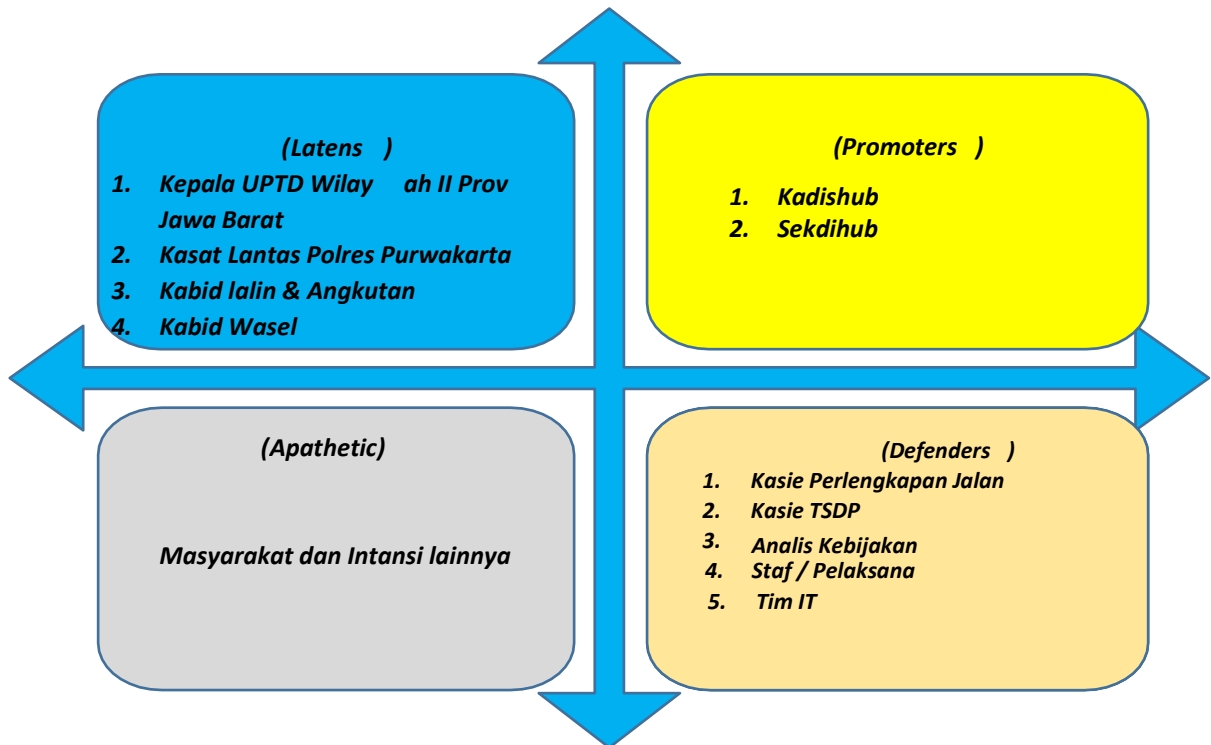 (Latens )
1. Kepala UPTD Wilay ah II Prov
Jawa Barat
2. Kasat Lantas Polres Purwakarta
3. Kabid lalin & Angkutan
4. Kabid Wasel
(Promoters )
1. Kadishub
2. Sekdihub
(Apathetic)
Masyarakat dan Intansi lainnya
(Defenders )
1. Kasie Perlengkapan Jalan
2. Kasie TSDP
3. Analis Kebijakan
4. Staf / Pelaksana
5. Tim IT